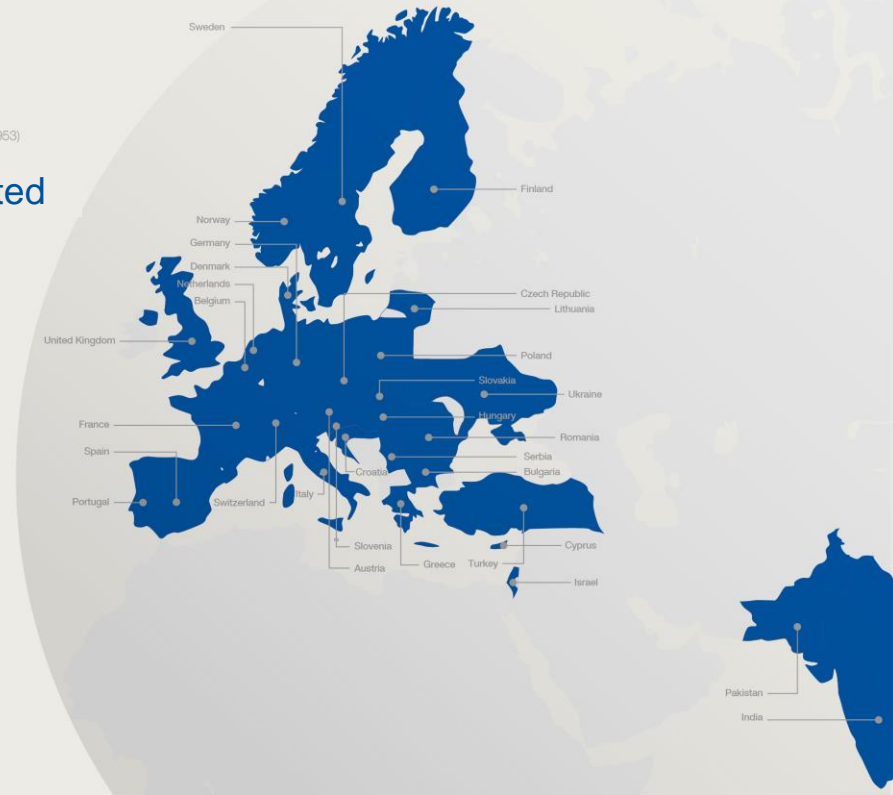 Sweden
953)
ted
Finland
Norway
Germany
Denmark
Netherlands
Belgium
Czech Republic
Lithuania
United Kingdom
Poland
Slovakia
Ukraine
France
Hungary
Romania
Spain
Serbia
Croatia
Bulgaria
Portugal
Switzerland
Italy
Slovenia
Cyprus
Austria
Greece
Turkey
Israel
Pakistan
India